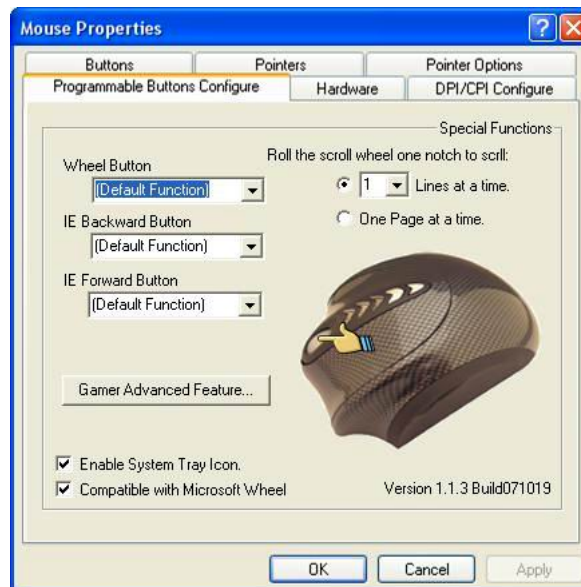 Mouse Properties
Buttons Pointers Pointer Options
Programmable Buttons Configure Hardware DPI/CPI Configure
Special Functions
Wheel Button
(Default Function)
IE Backward Button
(Default Function)
IE Forward Button
(Default Function)
Roll the scroll wheel one notch to scrll:
1 Lines at a time.
One Page at a time.
Gamer Advanced Feature...
Enable System Tray Icon.
Compatible with Microsoft Wheel
Version 1.1.3 Build071019
OK Cancel Apply